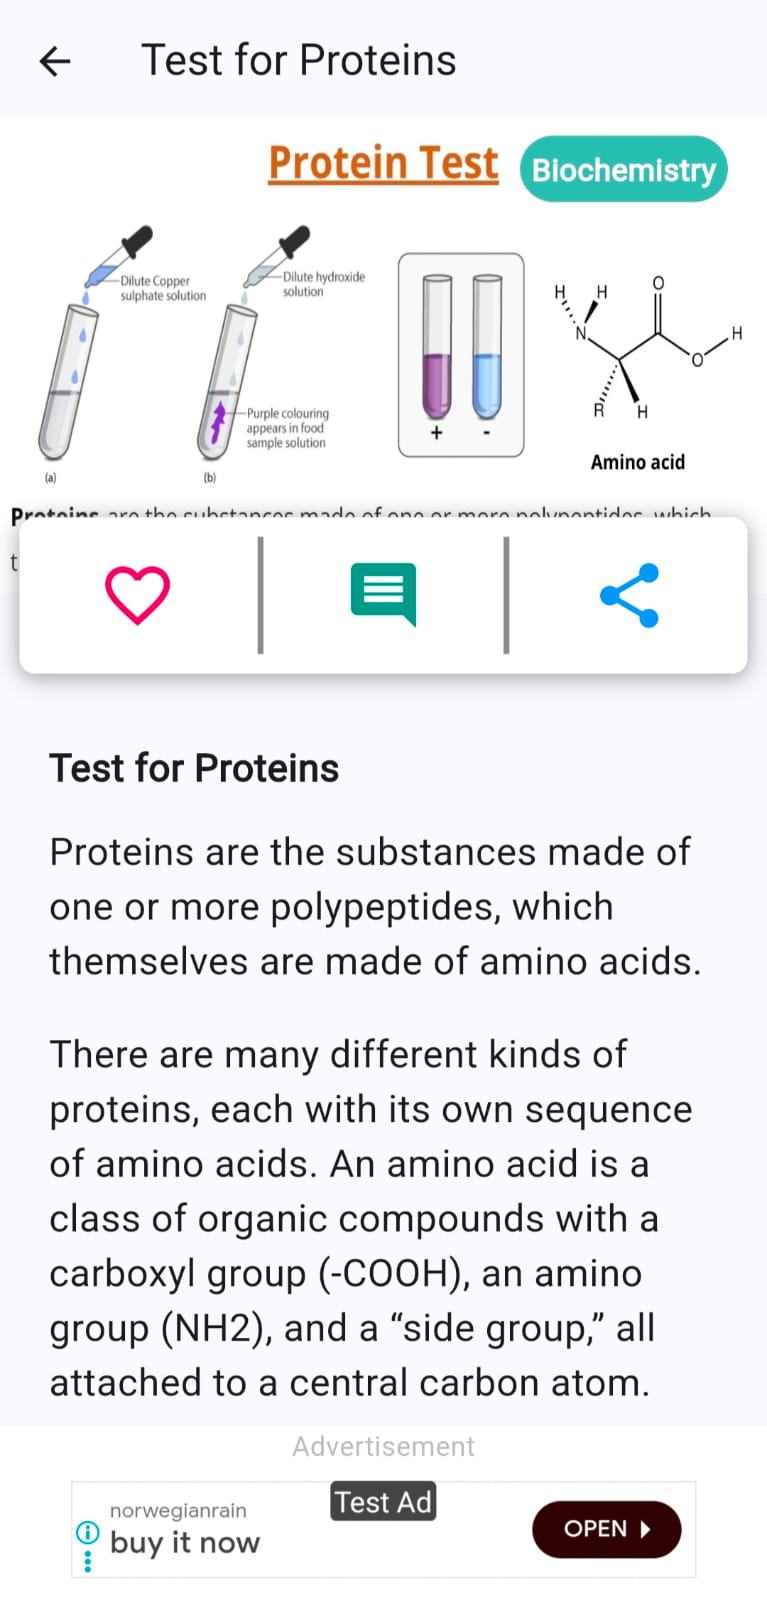 Test for Proteins
Protein Test
Biochemistry
Dilute Copper
sulphate solution
Dilute hydroxide
solution
Purple colouring
appears in food
sample solution
(a)
(b)
+
-
H
H
N
O
O
H
R
H
Amino acid
Proteins are the substances made of one or more polypeptides, which
t
Test for Proteins
Proteins are the substances made of
one or more polypeptides, which
themselves are made of amino acids.
There are many different kinds of
proteins, each with its own sequence
of amino acids. An amino acid is a
class of organic compounds with a
carboxyl group (-COOH), an amino
group (NH2), and a “side group,” all
attached to a central carbon atom.
Advertisement
Test Ad
norwegianrain
buy it now
OPEN